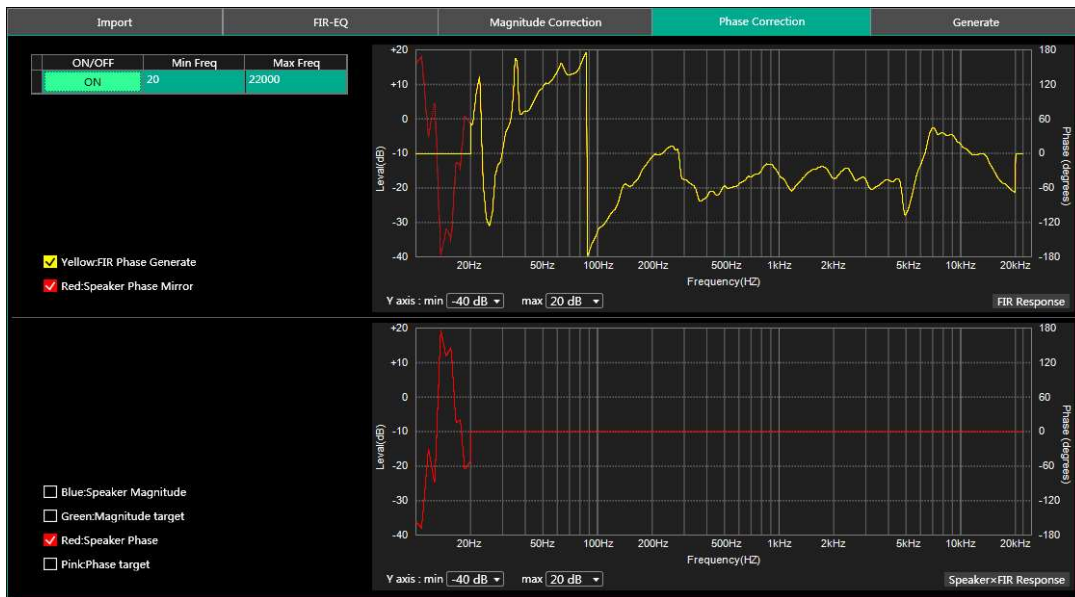 Import FIR-EQ Magnitude Correction Phase Correction Generate
ON/OFF Min Freq Max Freq
ON 20 22000
Yellow:FIR Phase Generate
Red:Speaker Phase Mirror
+20 180
+10 120
0 60
-10 0
-20 -60
-30 -120
-40 -180
Leval(dB)
Phase (degrees)
20Hz 50Hz 100Hz 200Hz 500Hz 1kHz 2kHz 5kHz 10kHz 20kHz
Frequency(HZ)
Y axis : min -40 dB max 20 dB FIR Response
Blue:Speaker Magnitude
Green:Magnitude target
Red:Speaker Phase
Pink:Phase target
+20 180
+10 120
0 60
-10 0
-20 -60
-30 -120
-40 -180
Leval(dB)
Phase (degrees)
20Hz 50Hz 100Hz 200Hz 500Hz 1kHz 2kHz 5kHz 10kHz 20kHz
Frequency(HZ)
Y axis : min -40 dB max 20 dB Speaker×FIR Response